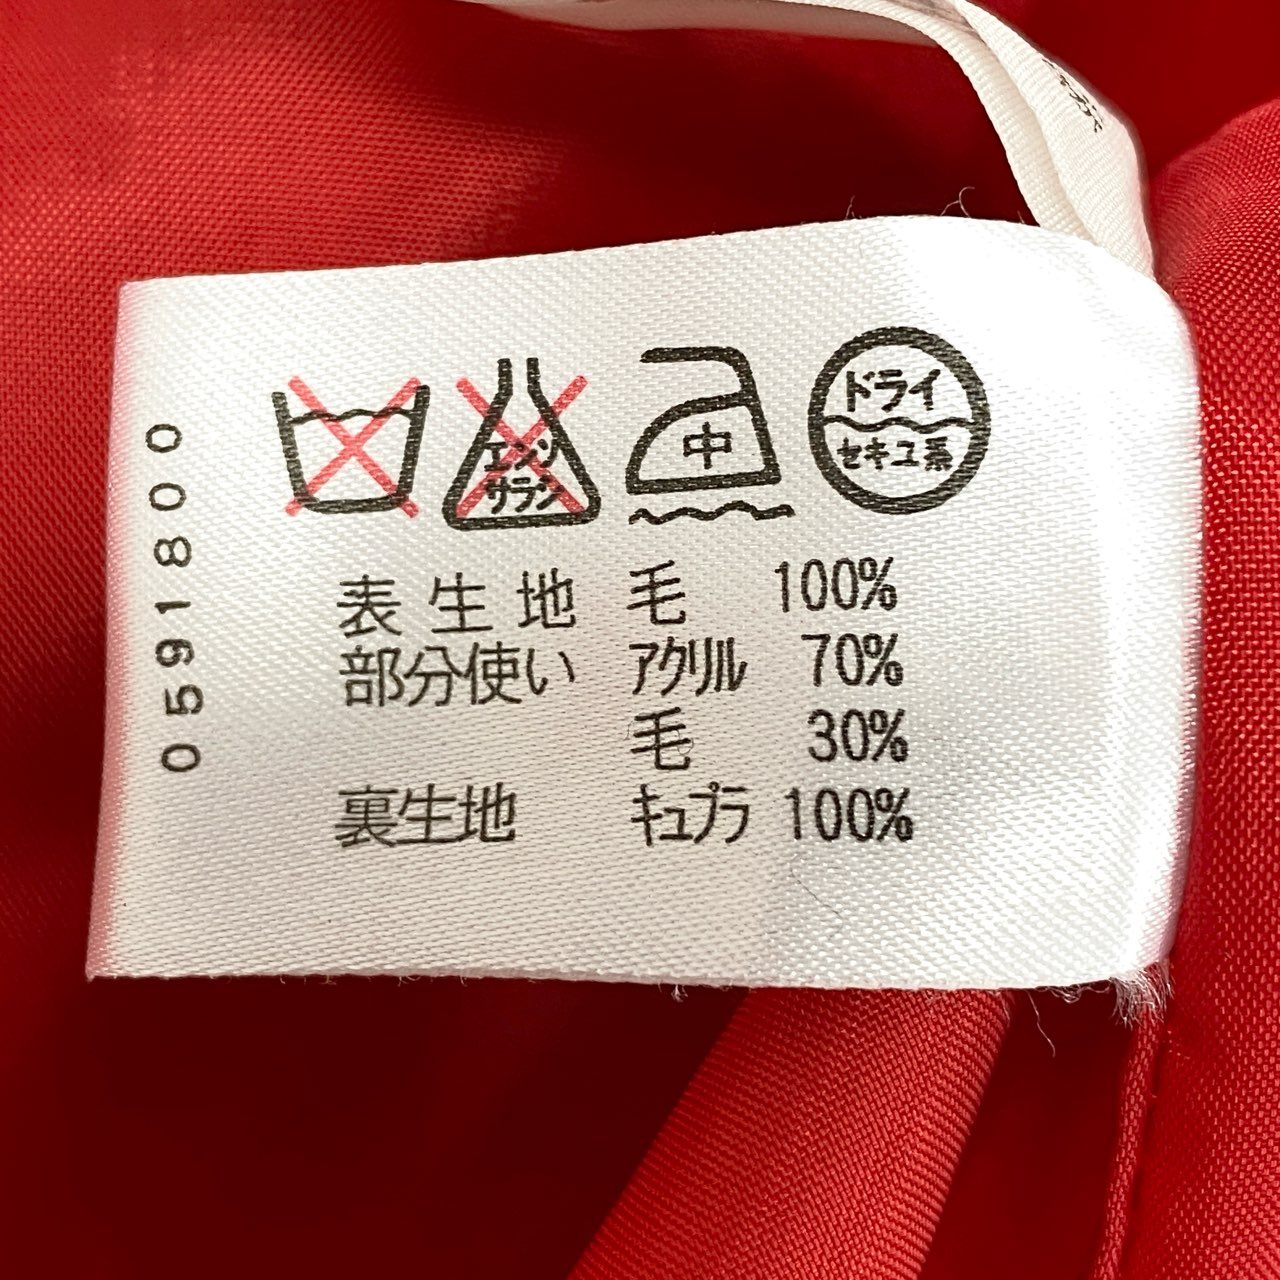 エンソ
サラシ
中
ドライ
セキユ系
表生地 毛 100%
部分使い アクリル 70%
毛 30%
裏生地 キュプラ 100%
0591800